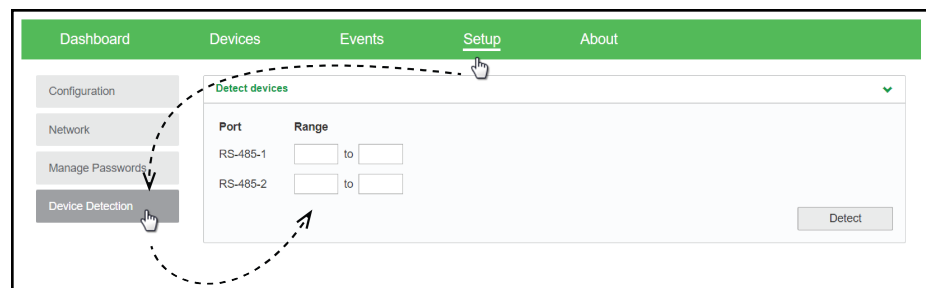 Dashboard Devices Events Setup About
Configuration
Network
Manage Passwords
Device Detection
Detect devices
Port Range
RS-485-1 to
RS-485-2 to
Detect